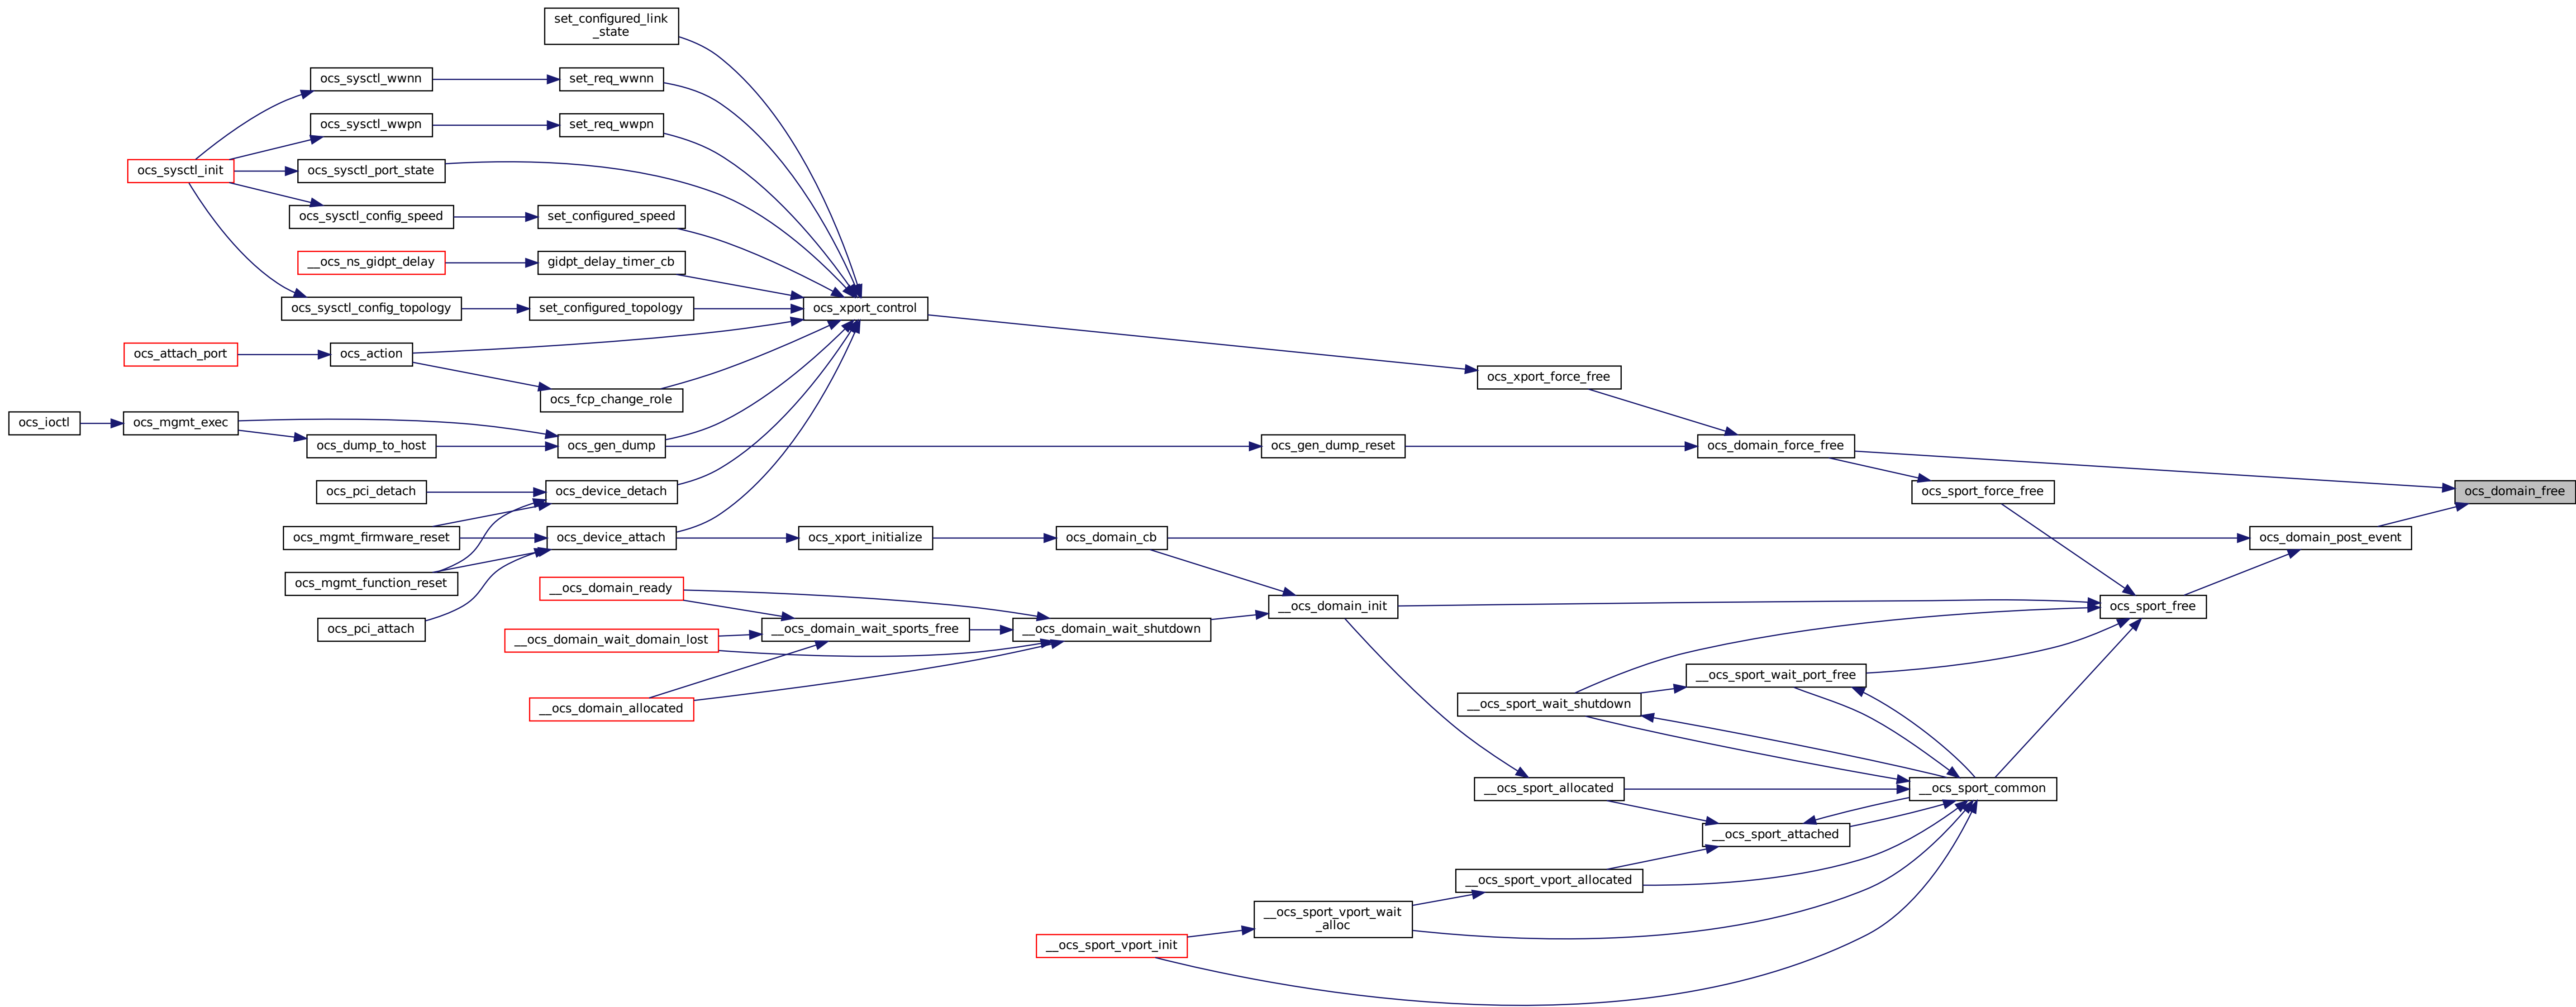 set_configured_link
_state
ocs_sysctl_wwnn
set_req_wwnn
ocs_sysctl_wwpn
set_req_wwpn
ocs_sysctl_init
ocs_sysctl_port_state
ocs_sysctl_config_speed
set_configured_speed
__ocs_ns_gidpt_delay
gidpt_delay_timer_cb
ocs_sysctl_config_topology
set_configured_topology
ocs_xport_control
ocs_attach_port
ocs_action
ocs_xport_force_free
ocs_fcp_change_role
ocs_ioctl
ocs_mgmt_exec
ocs_dump_to_host
ocs_gen_dump
ocs_gen_dump_reset
ocs_domain_force_free
ocs_pci_detach
ocs_device_detach
ocs_sport_force_free
ocs_domain_free
ocs_mgmt_firmware_reset
ocs_device_attach
ocs_xport_initialize
ocs_domain_cb
ocs_domain_post_event
ocs_mgmt_function_reset
__ocs_domain_ready
__ocs_domain_init
ocs_sport_free
ocs_pci_attach
__ocs_domain_wait_domain_lost
__ocs_domain_wait_sports_free
__ocs_domain_wait_shutdown
__ocs_sport_wait_port_free
__ocs_domain_allocated
__ocs_sport_wait_shutdown
__ocs_sport_allocated
__ocs_sport_common
__ocs_sport_attached
__ocs_sport_vport_allocated
__ocs_sport_vport_wait
_alloc
__ocs_sport_vport_init